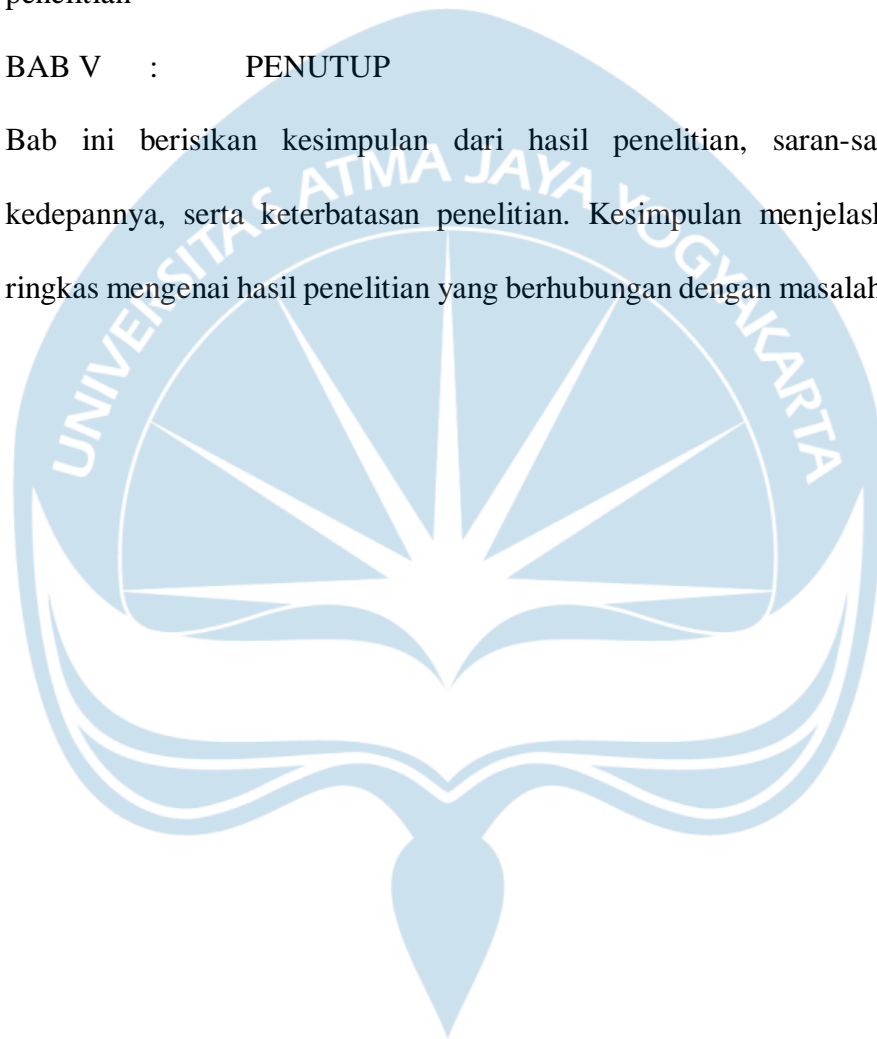 penelitian
BAB V : PENUTUP
Bab ini berisikan kesimpulan dari hasil penelitian, saran-sa
kedepannya, serta keterbatasan penelitian. Kesimpulan menjelas
ringkas mengenai hasil penelitian yang berhubungan dengan masalah
UNIVERSITAS ATMA JAYA YOGYAKARTA